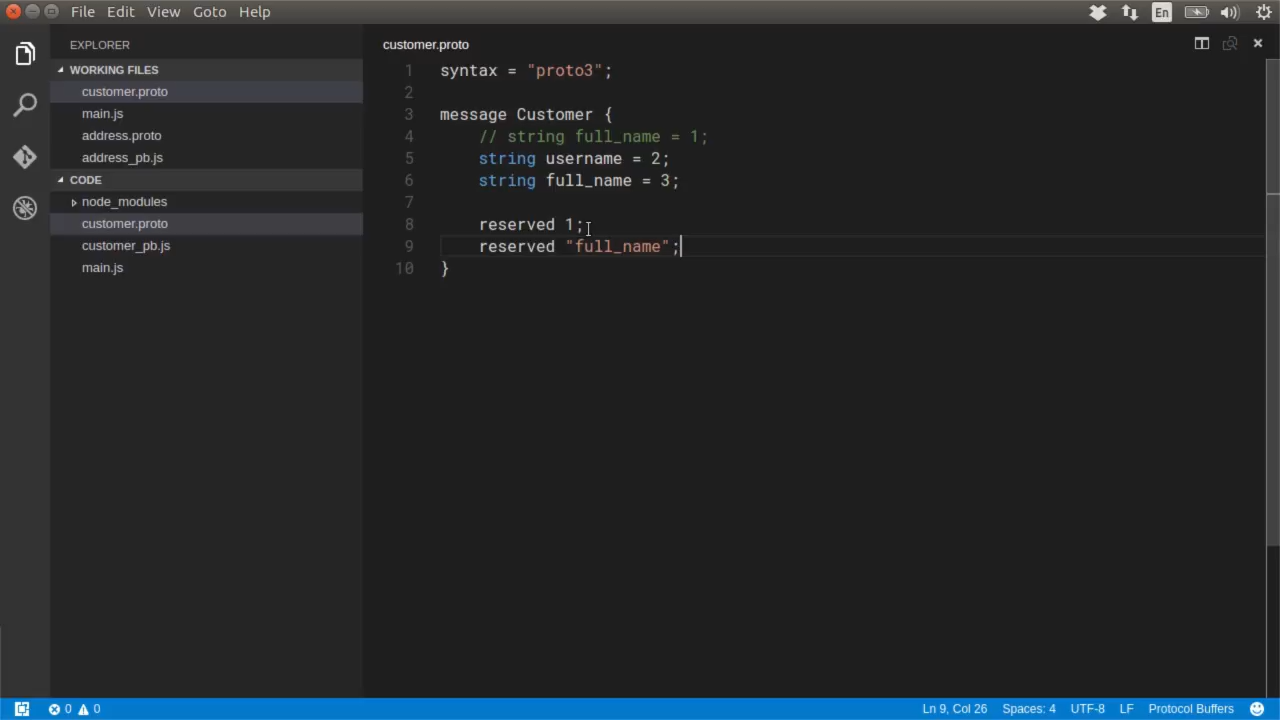 File Edit View Goto Help
En
EXPLORER
WORKING FILES
customer.proto
main.js
address.proto
address_pb.js
CODE
node_modules
customer.proto
customer_pb.js
main.js
customer.proto
1 syntax = "proto3";
2
3 message Customer {
4 // string full_name = 1;
5 string username = 2;
6 string full_name = 3;
7
8 reserved 1;
9 reserved "full_name";
10 }
0 0
Ln 9, Col 26 Spaces: 4 UTF-8 LF Protocol Buffers